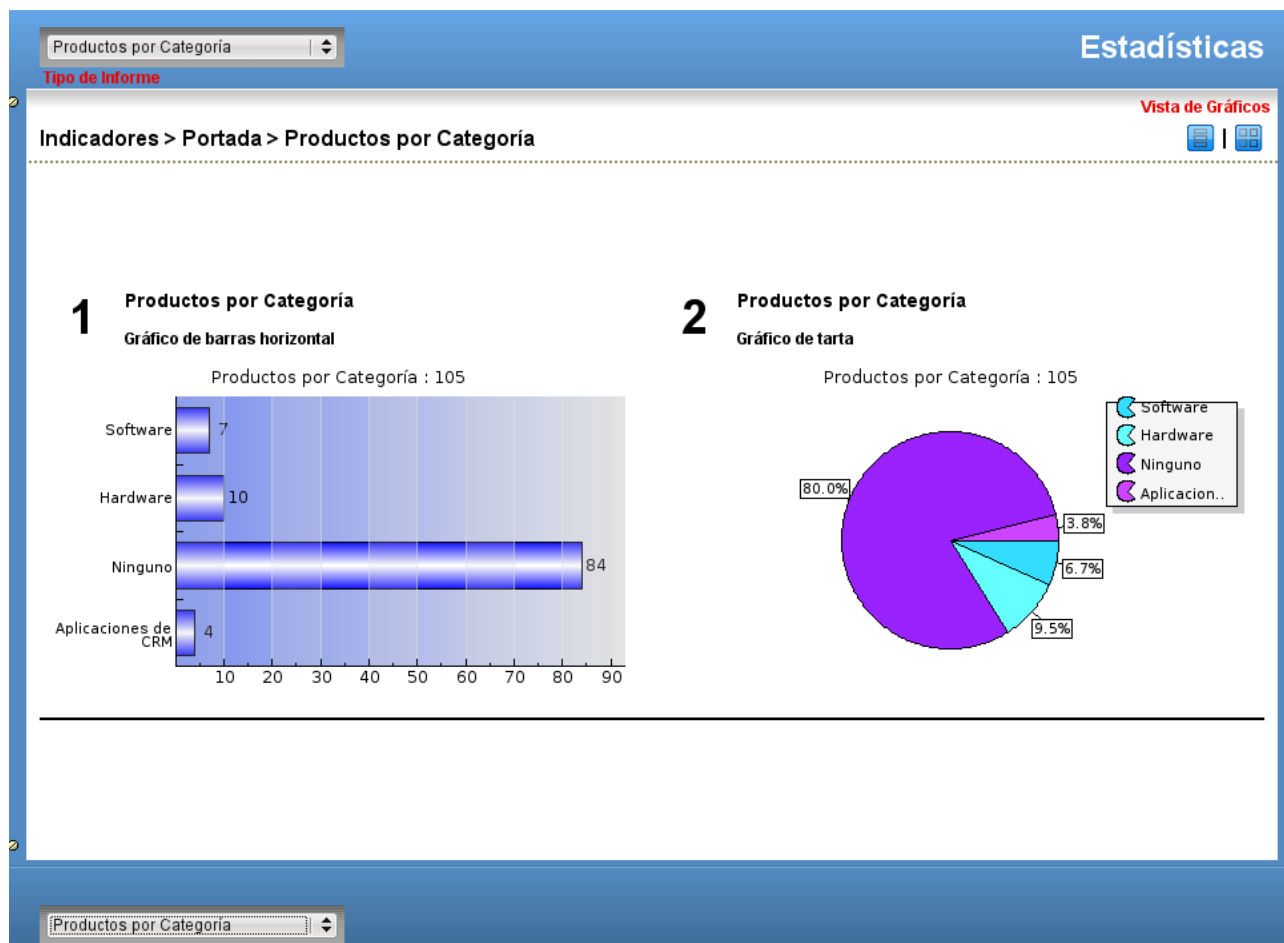 Productos por Categoría
Estadísticas
Tipo de Informe
Vista de Gráficos
Indicadores > Portada > Productos por Categoría
1
Productos por Categoría
Gráfico de barras horizontal
Productos por Categoría : 105
Software
7
Hardware
10
Ninguno
84
Aplicaciones de
CRM
4
10 20 30 40 50 60 70 80 90
2
Productos por Categoría
Gráfico de tarta
Productos por Categoría : 105
Software
Hardware
Ninguno
Aplicacion..
80.0%
3.8%
6.7%
9.5%
Productos por Categoría